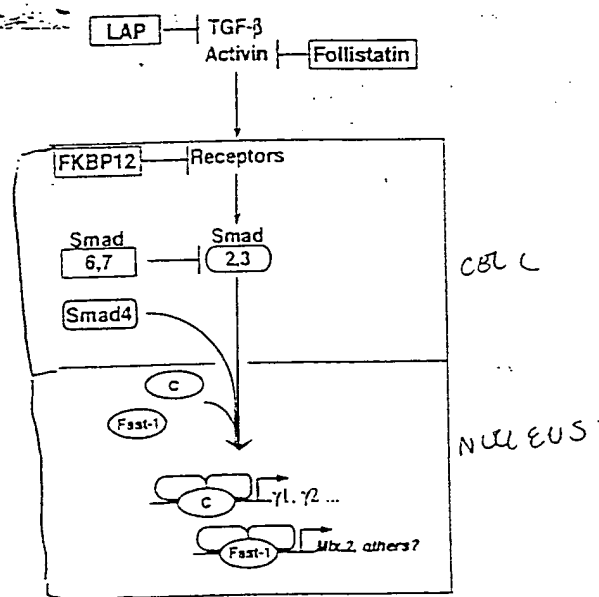 LAP TGF-β
Activin Follistatin
FKBP12 Receptors
Smad Smad
6,7 2,3
CELL
Smad4
C
Fast-1
NUCLEUS
C γ1, γ2 ...
Fast-1 Mix.2, others?